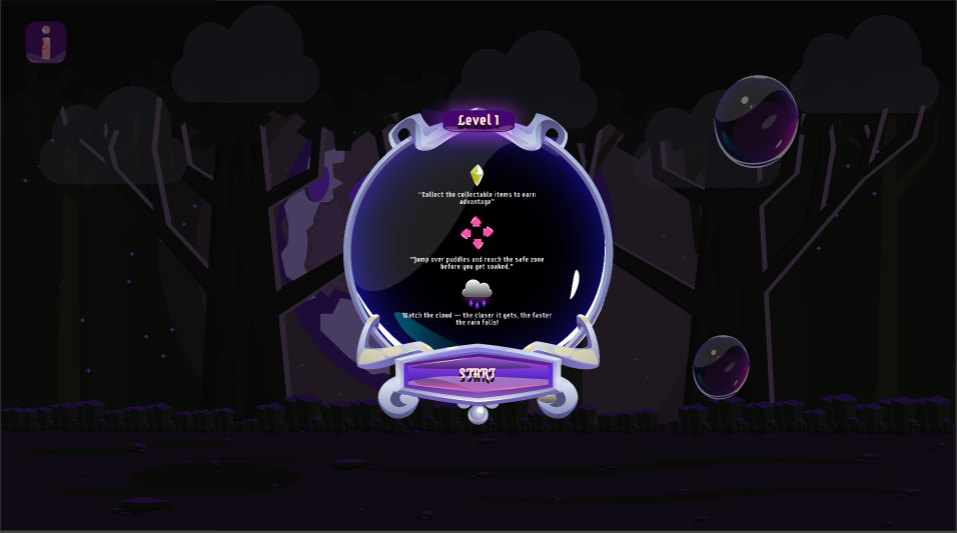 i
Level 1
"Collect the collectable items to earn
advantage"
"Jump over puddles and reach the safe zone
before you get soaked."
"Watch the cloud — the closer it gets, the faster
the rain falls!
START